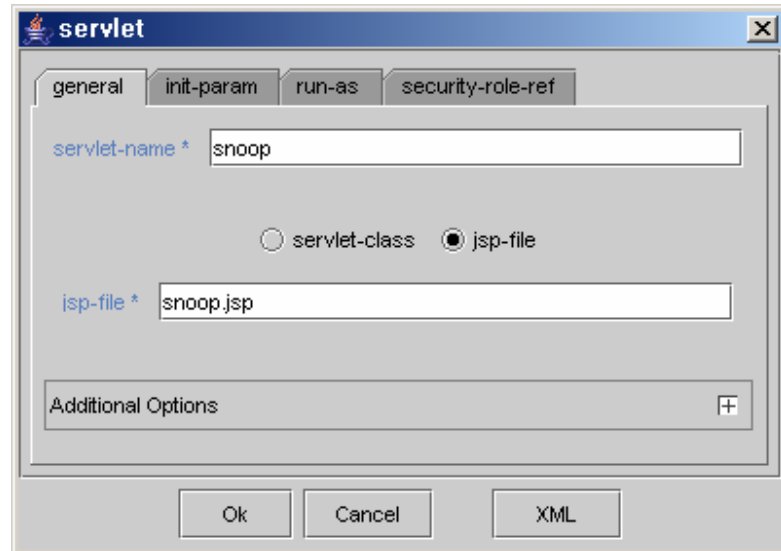 servlet
general init-param run-as security-role-ref
servlet-name * snoop
servlet-class jsp-file
jsp-file * snoop.jsp
Additional Options
Ok Cancel XML